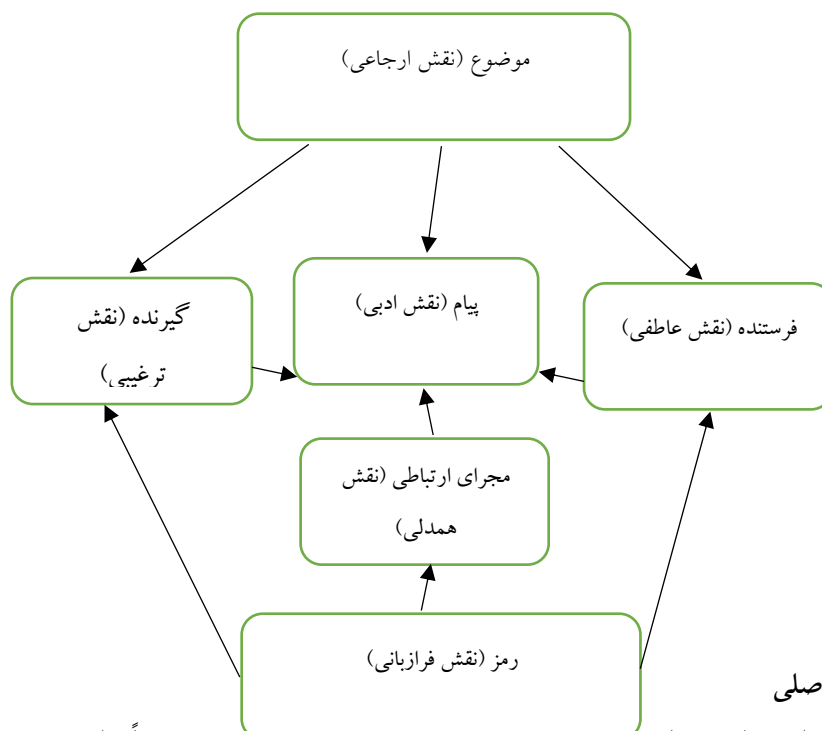 موضوع (نقش ارجاعی)
فرستنده (نقش عاطفی)
پیام (نقش ادبی)
گیرنده (نقش
ترغیبی)
مجرای ارتباطی (نقش
همدلی)
رمز (نقش فرازبانی)
صلی